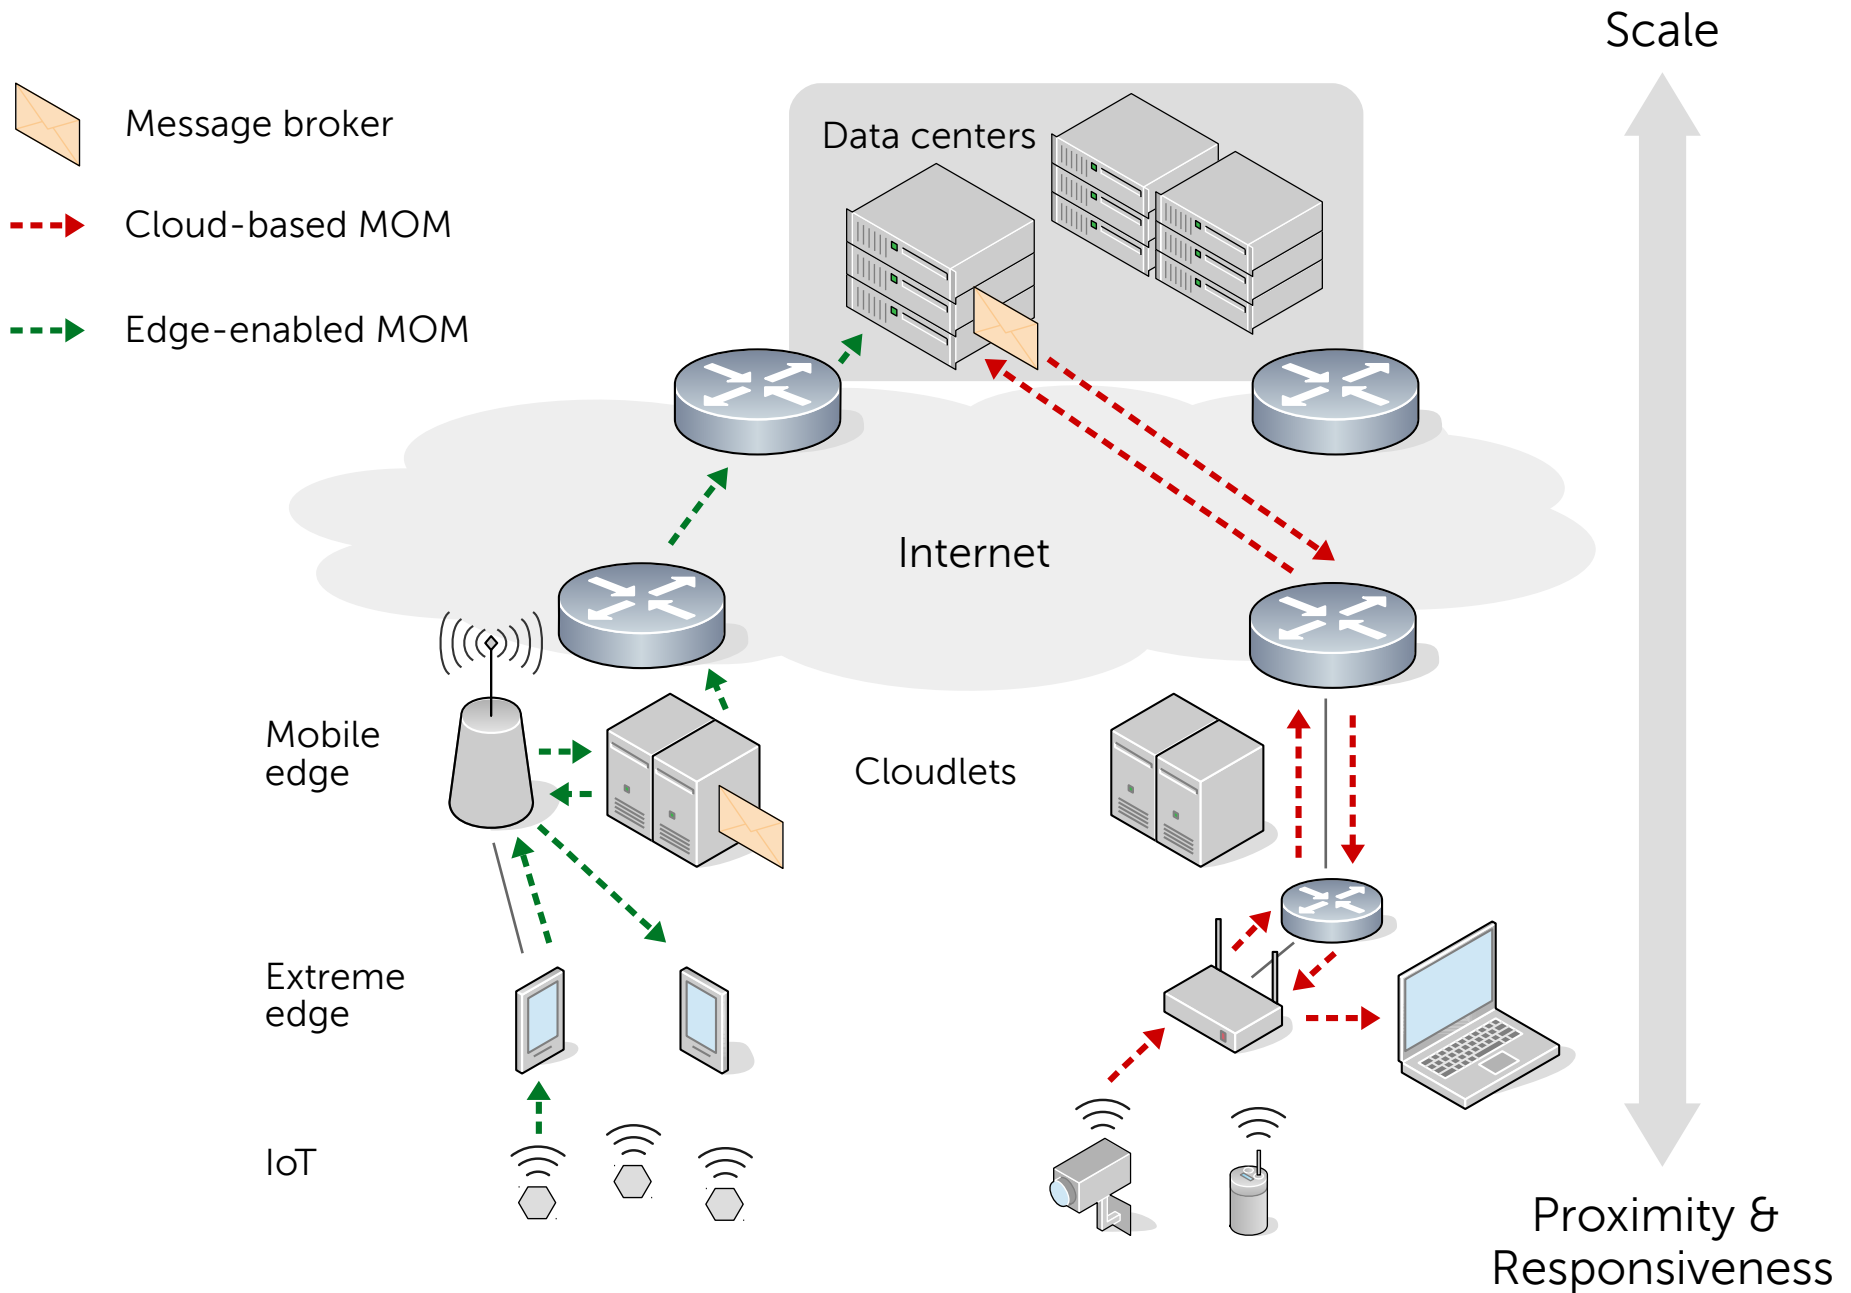 Scale
Message broker
Data centers
Cloud-based MOM
Edge-enabled MOM
Internet
Mobile
edge
Cloudlets
Extreme
edge
IoT
Proximity &
Responsiveness